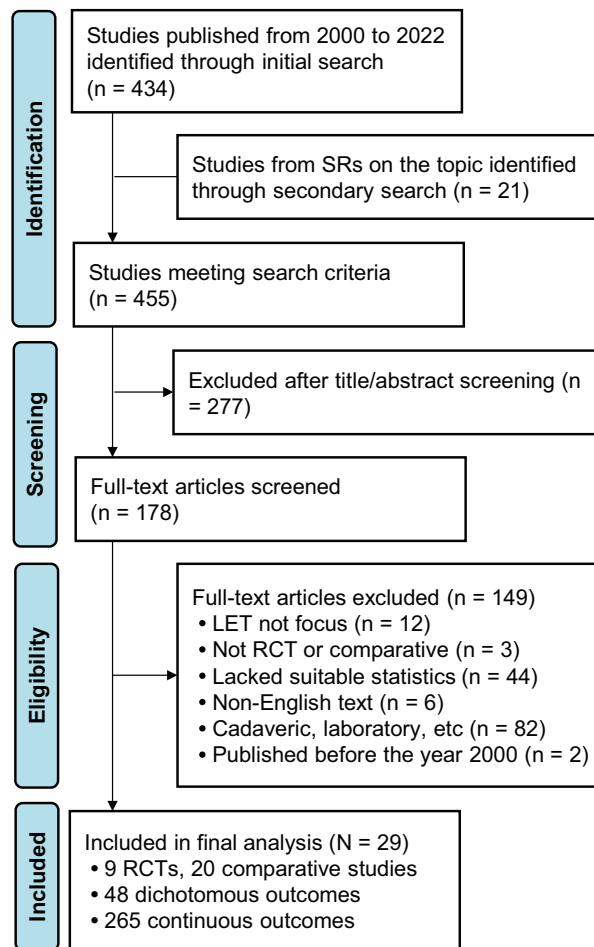 Identification
Studies published from 2000 to 2022
identified through initial search
(n = 434)
Studies from SRs on the topic identified
through secondary search (n = 21)
Studies meeting search criteria
(n = 455)
Screening
Excluded after title/abstract screening (n
= 277)
Full-text articles screened
(n = 178)
Eligibility
Full-text articles excluded (n = 149)
• LET not focus (n = 12)
• Not RCT or comparative (n = 3)
• Lacked suitable statistics (n = 44)
• Non-English text (n = 6)
• Cadaveric, laboratory, etc (n = 82)
• Published before the year 2000 (n = 2)
Included
Included in final analysis (N = 29)
• 9 RCTs, 20 comparative studies
• 48 dichotomous outcomes
• 265 continuous outcomes